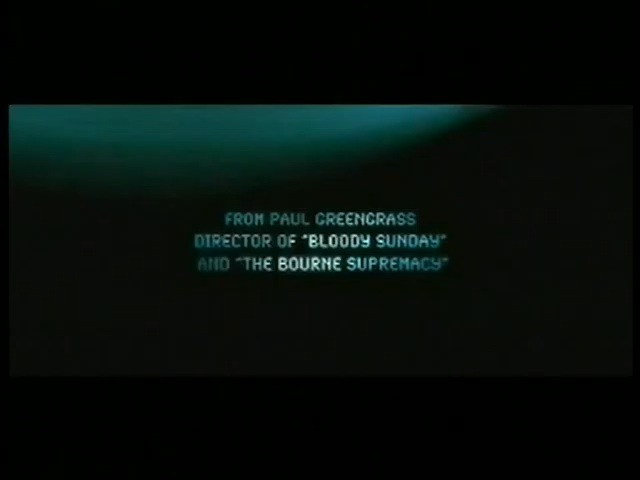 FROM PAUL GREENGRASS
DIRECTOR OF "BLOODY SUNDAY"
AND "THE BOURNE SUPREMACY"